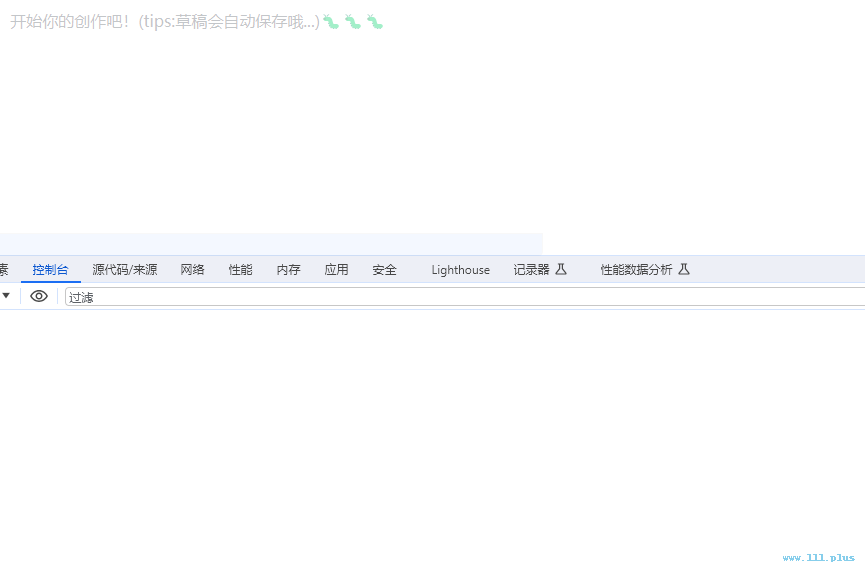 开始你的创作吧！(tips:草稿会自动保存哦...)🐛🐛🐛
素 控制台 源代码/来源 网络 性能 内存 应用 安全 Lighthouse 记录器 性能数据分析
过滤
www.111.plus